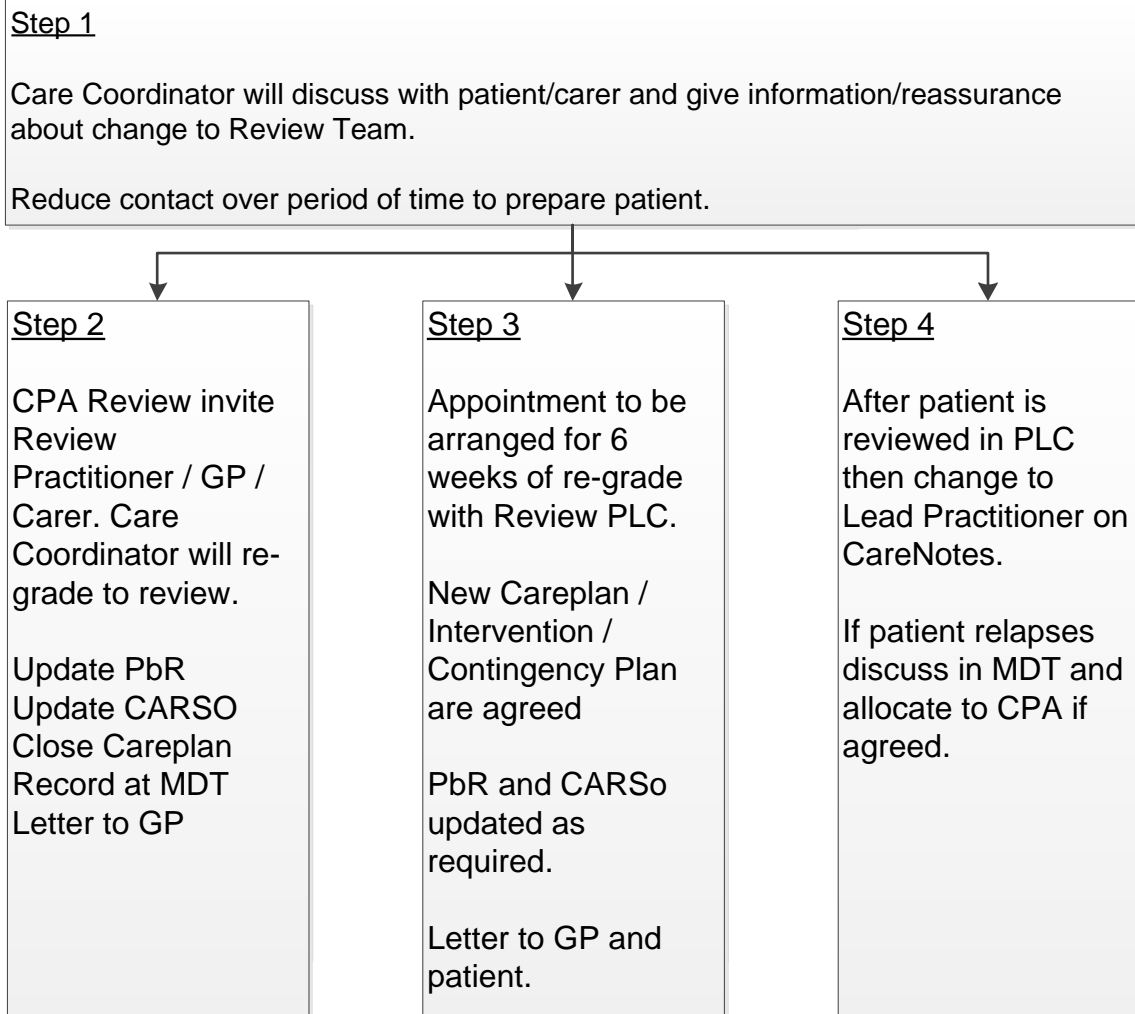 Step 1
Care Coordinator will discuss with patient/carer and give information/reassurance
about change to Review Team.
Reduce contact over period of time to prepare patient.
Step 2
CPA Review invite
Review
Practitioner / GP /
Carer. Care
Coordinator will re-
grade to review.
Update PbR
Update CARSO
Close Careplan
Record at MDT
Letter to GP
Step 3
Appointment to be
arranged for 6
weeks of re-grade
with Review PLC.
New Careplan /
Intervention /
Contingency Plan
are agreed
PbR and CARSo
updated as
required.
Letter to GP and
patient.
Step 4
After patient is
reviewed in PLC
then change to
Lead Practitioner on
CareNotes.
If patient relapses
discuss in MDT and
allocate to CPA if
agreed.